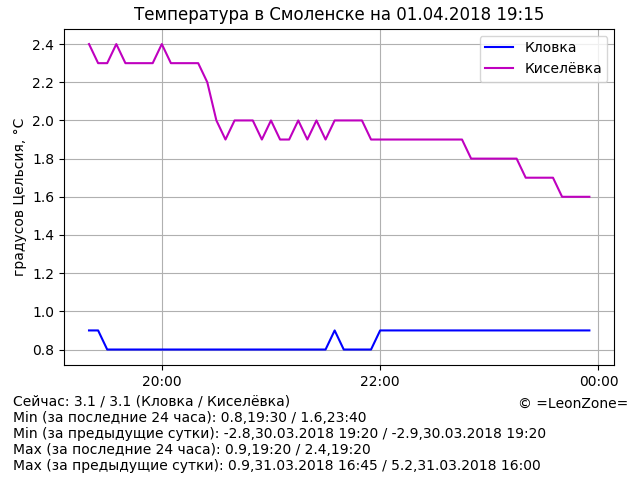 Температура в Смоленске на 01.04.2018 19:15
Кловка
Киселёвка
градусов Цельсия, °C
2.4
2.2
2.0
1.8
1.6
1.4
1.2
1.0
0.8
20:00
22:00
00:00
© =LeonZone=
Сейчас: 3.1 / 3.1 (Кловка / Киселёвка)
Min (за последние 24 часа): 0.8,19:30 / 1.6,23:40
Min (за предыдущие сутки): -2.8,30.03.2018 19:20 / -2.9,30.03.2018 19:20
Max (за последние 24 часа): 0.9,19:20 / 2.4,19:20
Max (за предыдущие сутки): 0.9,31.03.2018 16:45 / 5.2,31.03.2018 16:00